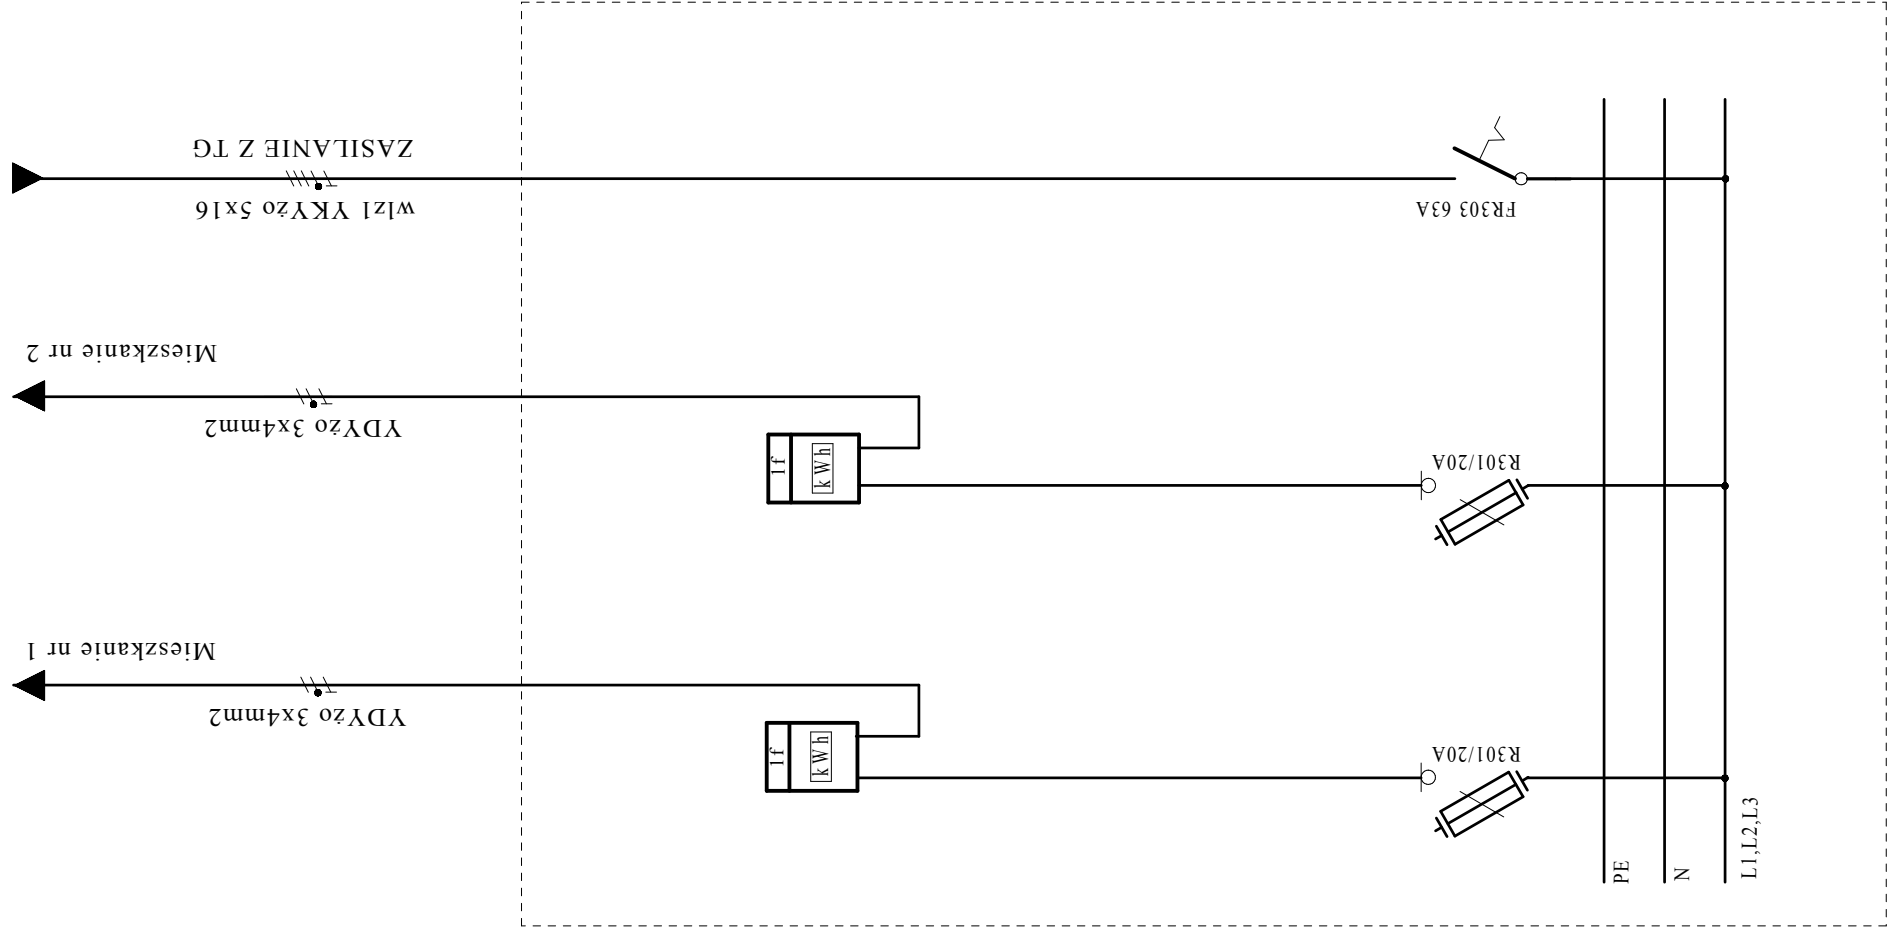 ZASILANIE Z TG
wlz1 YKYżo 5x16
FR303 63A
Mieszkanie nr 2
YDYżo 3x4mm2
1f
kWh
R301/20A
Mieszkanie nr 1
YDYżo 3x4mm2
1f
kWh
R301/20A
PE
N
L1,L2,L3